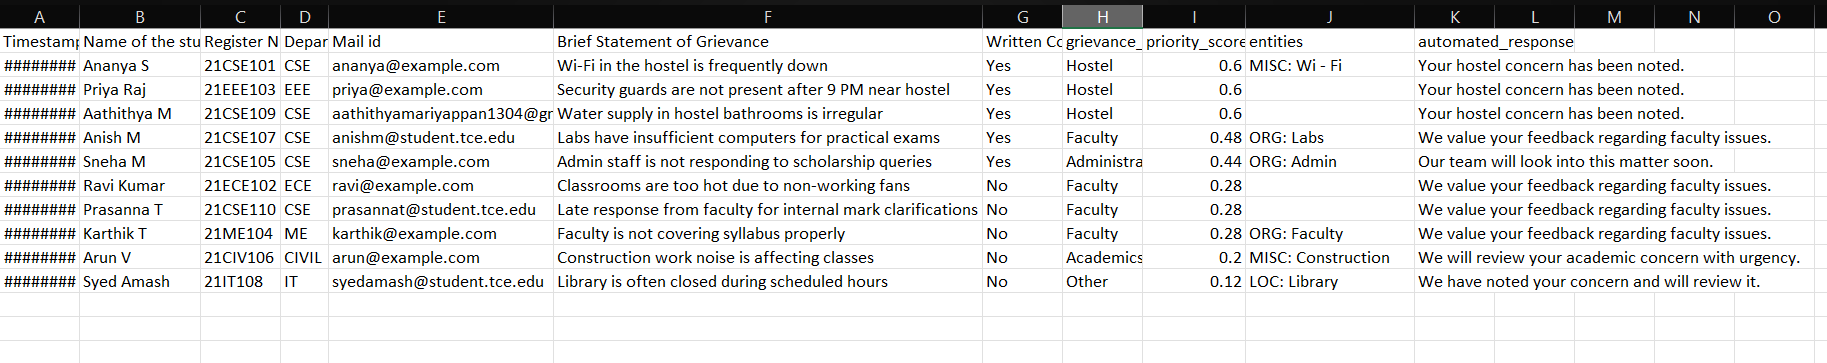 A B C D E F G H I J K L M N O
Timestamp Name of the stu Register N Depar Mail id Brief Statement of Grievance Written Co grievance_ priority_score entities automated_response
######## Ananya S 21CSE101 CSE ananya@example.com Wi-Fi in the hostel is frequently down Yes Hostel 0.6 MISC: Wi - Fi Your hostel concern has been noted.
######## Priya Raj 21EEE103 EEE priya@example.com Security guards are not present after 9 PM near hostel Yes Hostel 0.6 Your hostel concern has been noted.
######## Aathithya M 21CSE109 CSE aathithyamariyappan1304@gr Water supply in hostel bathrooms is irregular Yes Hostel 0.6 Your hostel concern has been noted.
######## Anish M 21CSE107 CSE anishm@student.tce.edu Labs have insufficient computers for practical exams Yes Faculty 0.48 ORG: Labs We value your feedback regarding faculty issues.
######## Sneha M 21CSE105 CSE sneha@example.com Admin staff is not responding to scholarship queries Yes Administra 0.44 ORG: Admin Our team will look into this matter soon.
######## Ravi Kumar 21ECE102 ECE ravi@example.com Classrooms are too hot due to non-working fans No Faculty 0.28 We value your feedback regarding faculty issues.
######## Prasanna T 21CSE110 CSE prasannat@student.tce.edu Late response from faculty for internal mark clarifications No Faculty 0.28 We value your feedback regarding faculty issues.
######## Karthik T 21ME104 ME karthik@example.com Faculty is not covering syllabus properly No Faculty 0.28 ORG: Faculty We value your feedback regarding faculty issues.
######## Arun V 21CIV106 CIVIL arun@example.com Construction work noise is affecting classes No Academics 0.2 MISC: Construction We will review your academic concern with urgency.
######## Syed Amash 21IT108 IT syedamash@student.tce.edu Library is often closed during scheduled hours No Other 0.12 LOC: Library We have noted your concern and will review it.